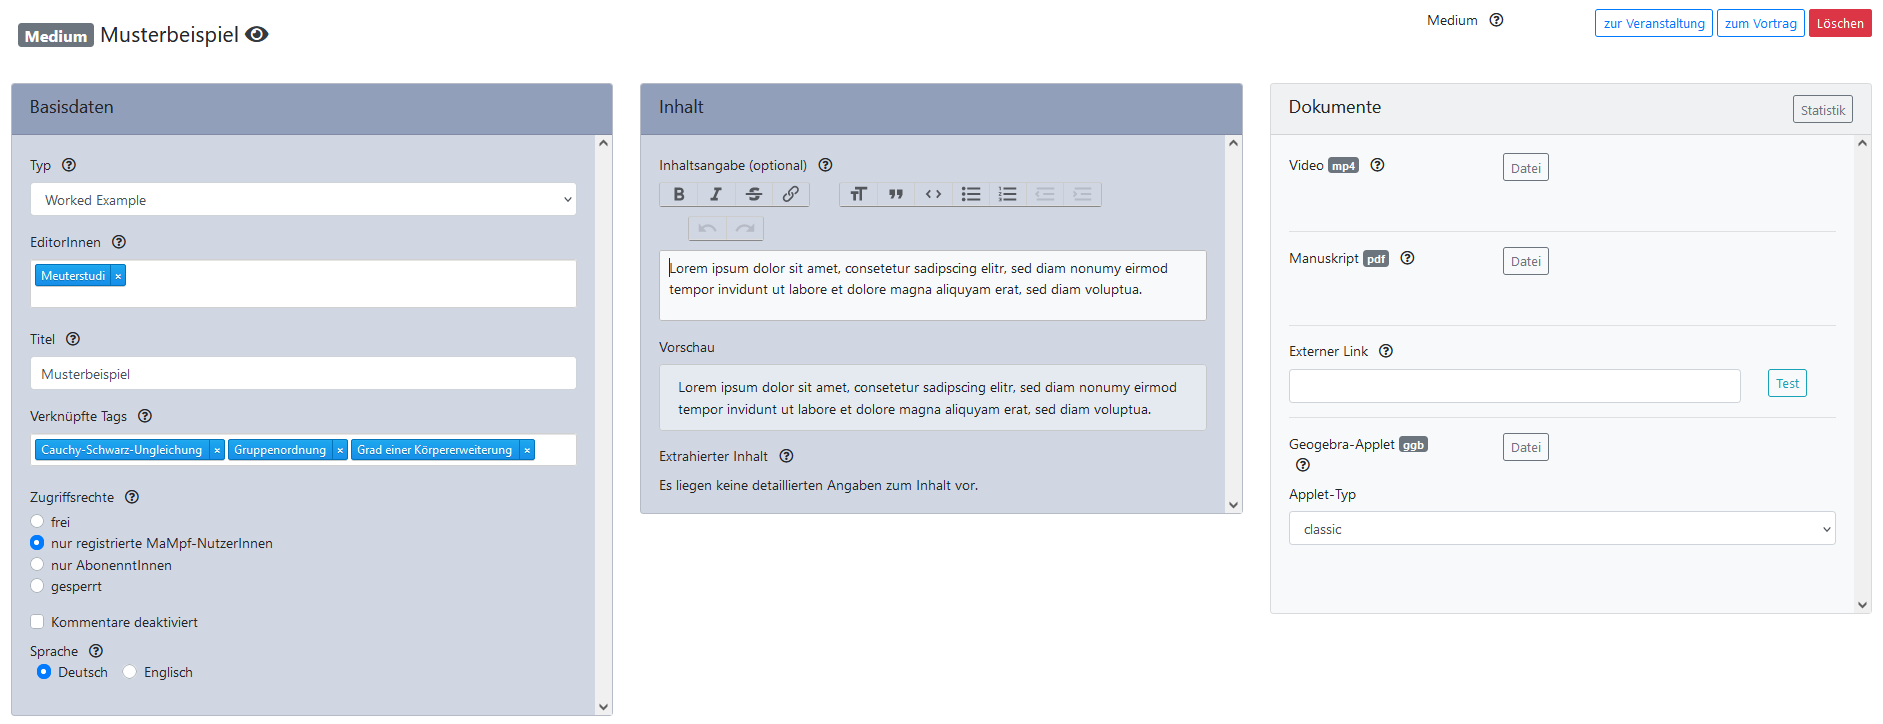 Medium Musterbeispiel
Medium
zur Veranstaltung
zum Vortrag
Löschen
Basisdaten
Typ
Worked Example
EditorInnen
Meuterstudi ×
Titel
Musterbeispiel
Verknüpfte Tags
Cauchy-Schwarz-Ungleichung × Gruppenordnung × Grad einer Körpererweiterung ×
Zugriffsrechte
frei
nur registrierte MaMpf-NutzerInnen
nur AbonenntInnen
gesperrt
Kommentare deaktiviert
Sprache
Deutsch Englisch
Inhalt
Inhaltsangabe (optional)
Lorem ipsum dolor sit amet, consetetur sadipscing elitr, sed diam nonumy eirmod
tempor invidunt ut labore et dolore magna aliquyam erat, sed diam voluptua.
Vorschau
Lorem ipsum dolor sit amet, consetetur sadipscing elitr, sed diam nonumy eirmod
tempor invidunt ut labore et dolore magna aliquyam erat, sed diam voluptua.
Extrahierter Inhalt
Es liegen keine detaillierten Angaben zum Inhalt vor.
Dokumente
Statistik
Video mp4
Datei
Manuskript pdf
Datei
Externer Link
Test
Geogebra-Applet ggb
Datei
Applet-Typ
classic